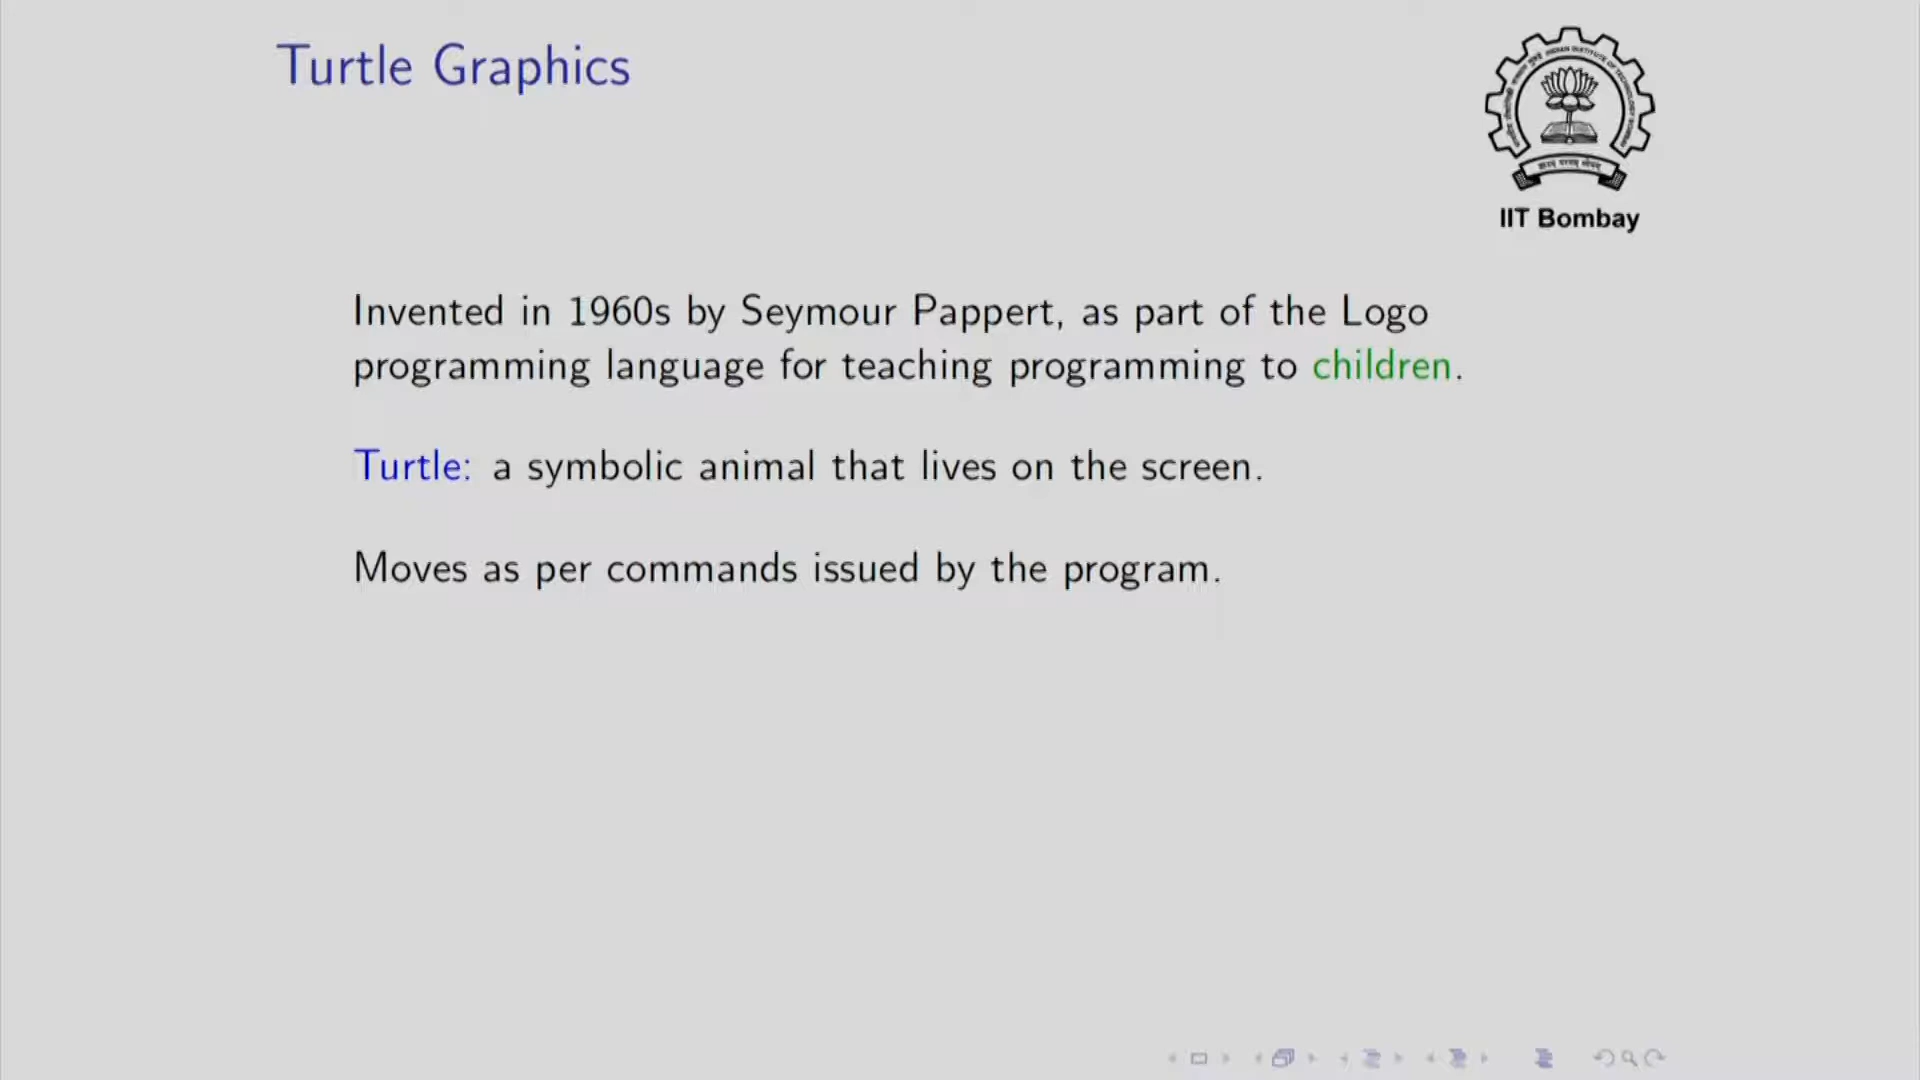 Turtle Graphics
IIT Bombay
Invented in 1960s by Seymour Pappert, as part of the Logo
programming language for teaching programming to children.
Turtle: a symbolic animal that lives on the screen.
Moves as per commands issued by the program.